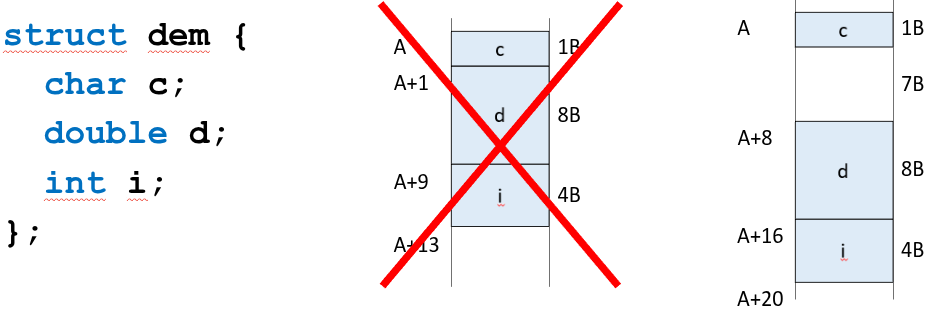 struct dem {
char c;
double d;
int i;
};
A
c
1B
A+1
d
8B
A+9
i
4B
A+13
A
c
1B
7B
A+8
d
8B
A+16
i
4B
A+20